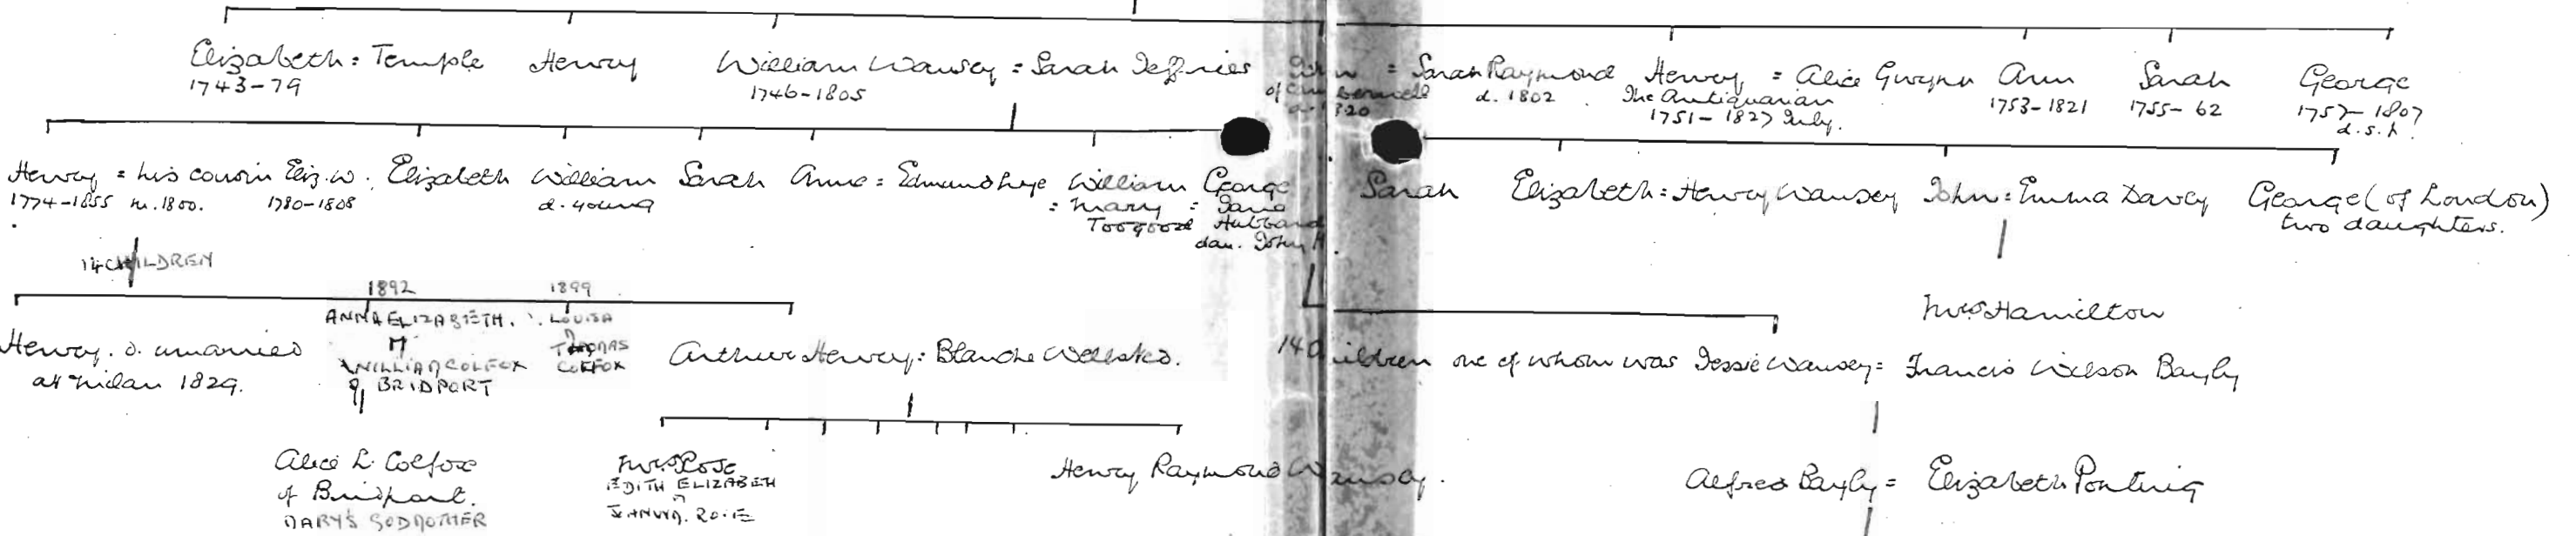 Elizabeth = Temple Henry William Wansey = Sarah Jeffries John = Sarah Raymond Henry = Alice Gwynn Ann Sarah George
1743-79 1746-1805 of d. 1820 d. 1802 The Antiquarian 1753-1821 1755-62 1757-1807
1751-1827 July. d.s.p.
Henry = his cousin Eliz. W. Elizabeth William Sarah Anne = Edmund William George Sarah Elizabeth = Henry Wansey John = Emma Davey George (of London)
1774-1855 m. 1800. 1780-1808 d. young = Mary = Jane two daughters.
Toogood Hubbard
dau. John H
14 CHILDREN
1892 1899
ANNA ELIZABETH. LOUISA Mrs Hamilton
Henry. d. unmarried M THOMAS Arthur Henry = Blanche 14 Children one of whom was Jessie Wansey = Francis Wilson Bayly
at Milan 1829. WILLIAM COLFOX COLFOX
of BRIDPORT
Alice L. Colfox Mrs Rose Henry Raymond Wansey. Alfred Bayly = Elizabeth Ponting
of Bridport. EDITH ELIZABETH
MARY'S GODMOTHER